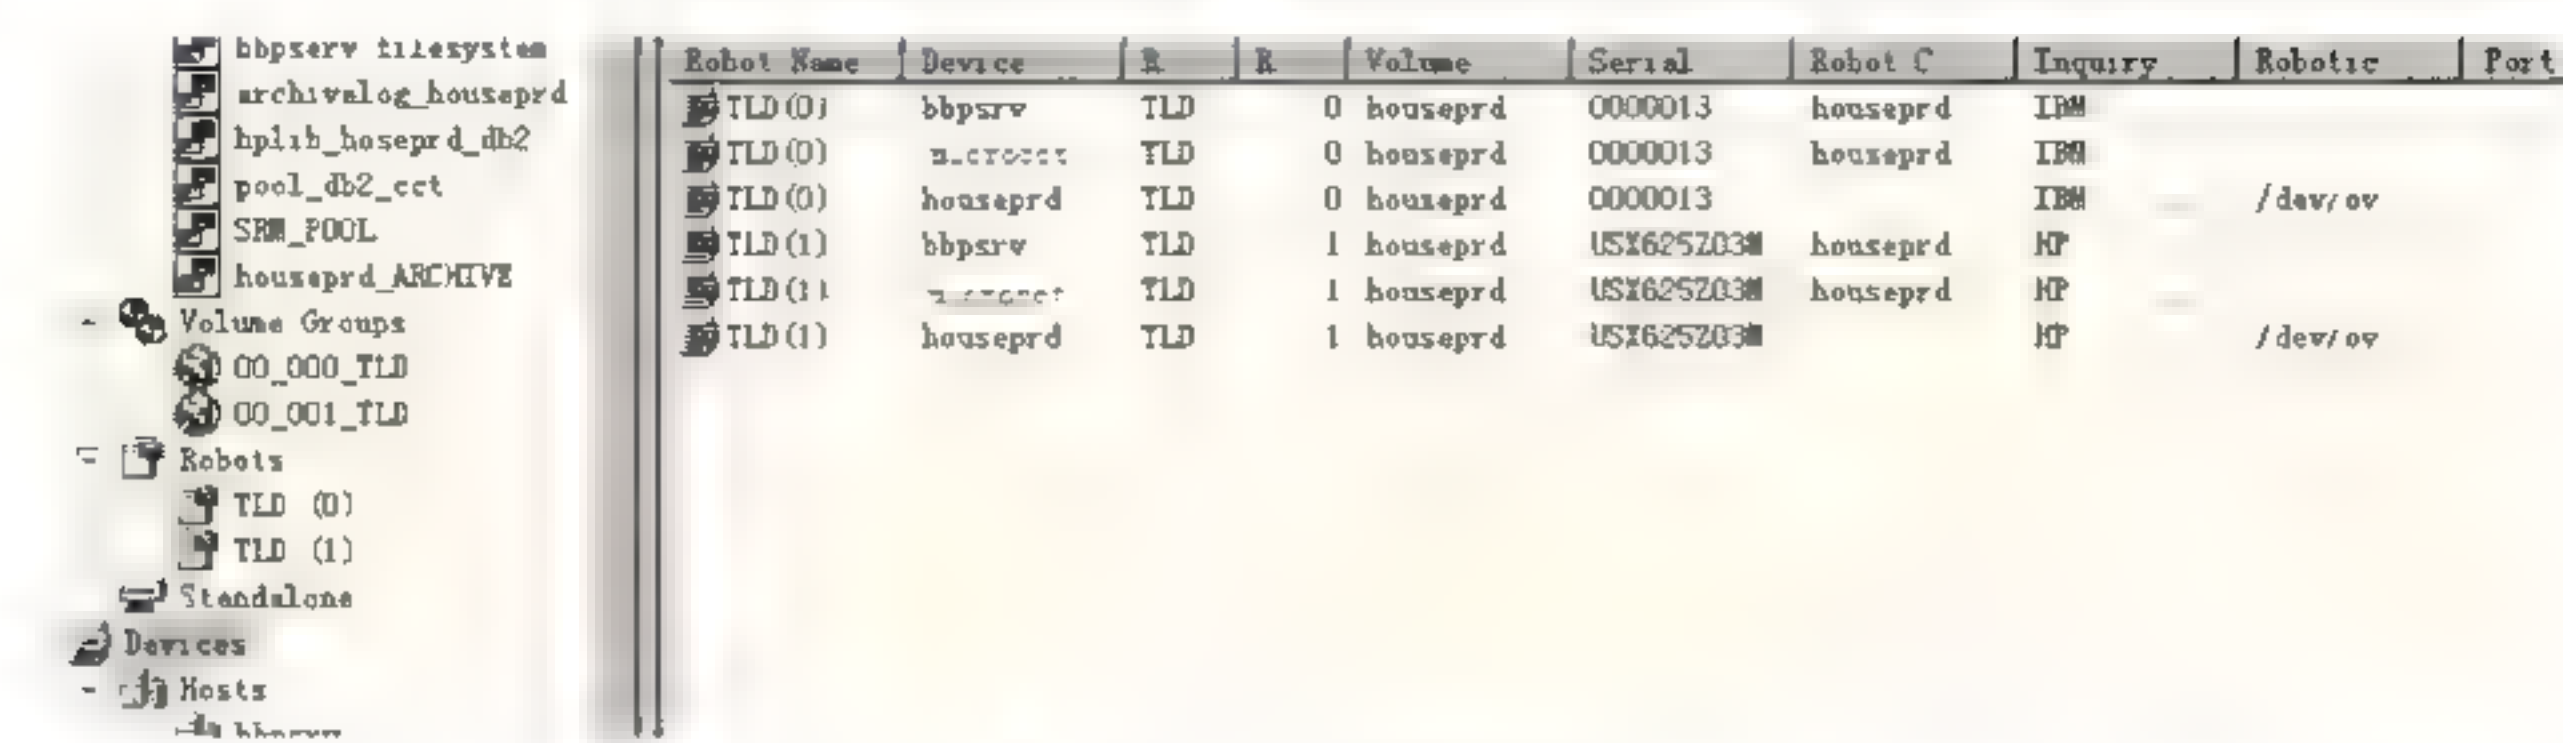 bbpserv filesystem
archivelog_houseprd
hplib_hoseprd_db2
pool_db2_cct
SRM_POOL
houseprd_ARCHIVE
Volume Groups
00_000_TLD
00_001_TLD
Robots
TLD (0)
TLD (1)
Standalone
Devices
Hosts
Robot Name Device R R Volume Serial Robot C Inquiry Robotic Port
TLD(0) bbpsrv TLD 0 houseprd 0000013 houseprd IBM
TLD(0) TLD 0 houseprd 0000013 houseprd IBM
TLD(0) houseprd TLD 0 houseprd 0000013 IBM /dev/ov
TLD(1) bbpsrv TLD 1 houseprd houseprd HP
TLD(1) TLD 1 houseprd houseprd HP
TLD(1) houseprd TLD 1 houseprd HP /dev/ov